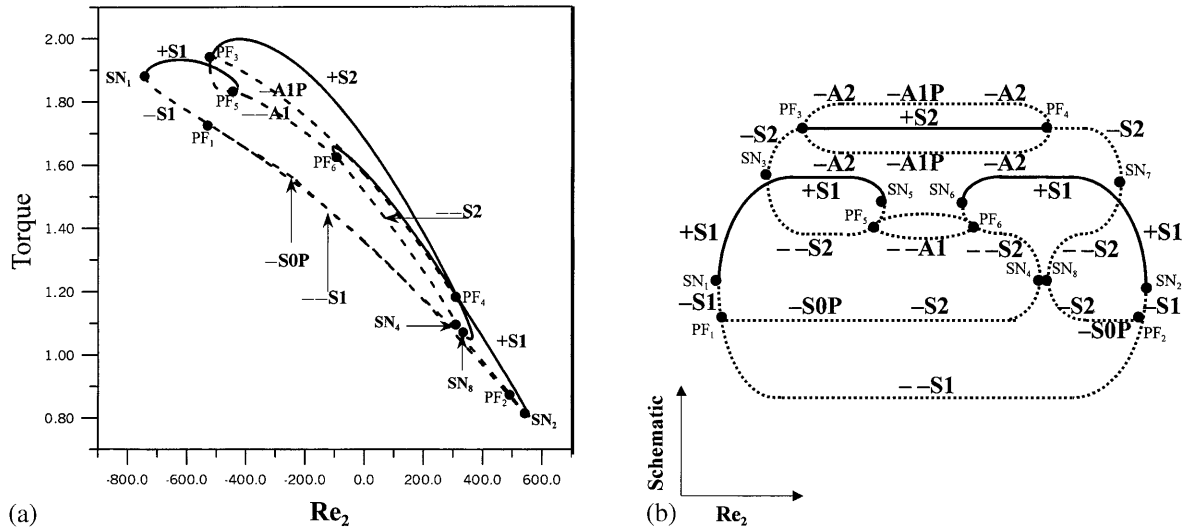 (a)
Torque
2.00
1.80
1.60
1.40
1.20
1.00
0.80
-800.0 -600.0 -400.0 -200.0 0.0 200.0 400.0 600.0
Re₂
+S1
SN₁
PF₃
+S2
PF₅
−A1P
−−A1
−S1
PF₁
PF₆
−−S2
−S0P
−−S1
PF₄
SN₄
+S1
SN₈
PF₂
SN₂
(b)
−A2 −A1P −A2
PF₃ +S2 PF₄
−S2 −S2
−A2 −A1P −A2
SN₃ SN₇
+S1 SN₅ SN₆ +S1
PF₅ PF₆
+S1 +S1
−−S2 −−A1 −−S2 −−S2
SN₁ SN₄ SN₈ SN₂
−S1 −S0P −S2 −S2 −S1
PF₁ −S0P PF₂
−−S1
Schematic
Re₂